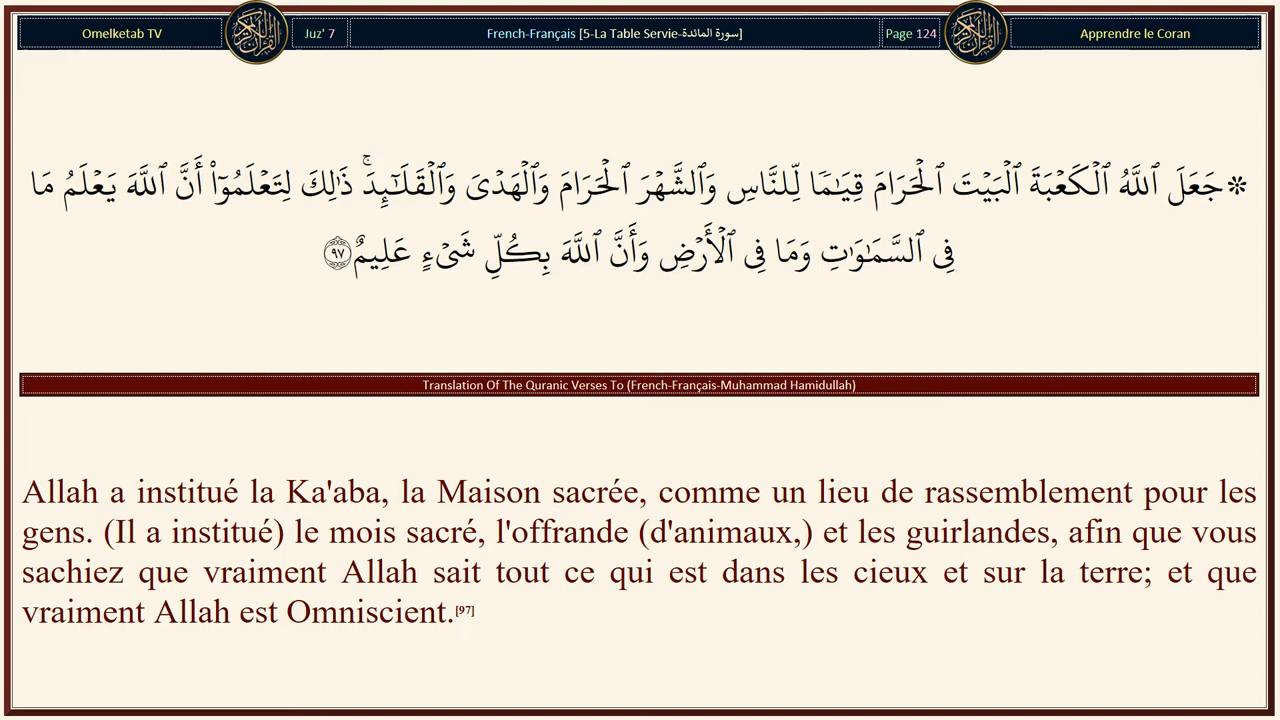 Omelketab TV
Juz' 7
French-Français [5-La Table Servie-سورة المائدة]
Page 124
Apprendre le Coran
۞ جَعَلَ ٱللَّهُ ٱلْكَعْبَةَ ٱلْبَيْتَ ٱلْحَرَامَ قِيَـٰمًا لِّلنَّاسِ وَٱلشَّهْرَ ٱلْحَرَامَ وَٱلْهَدْىَ وَٱلْقَلَـٰٓئِدَ ۚ ذَٰلِكَ لِتَعْلَمُوٓا۟ أَنَّ ٱللَّهَ يَعْلَمُ مَا
فِى ٱلسَّمَـٰوَٰتِ وَمَا فِى ٱلْأَرْضِ وَأَنَّ ٱللَّهَ بِكُلِّ شَىْءٍ عَلِيمٌ ٩٧
Translation Of The Quranic Verses To (French-Français-Muhammad Hamidullah)
Allah a institué la Ka'aba, la Maison sacrée, comme un lieu de rassemblement pour les
gens. (Il a institué) le mois sacré, l'offrande (d'animaux,) et les guirlandes, afin que vous
sachiez que vraiment Allah sait tout ce qui est dans les cieux et sur la terre; et que
vraiment Allah est Omniscient.[97]